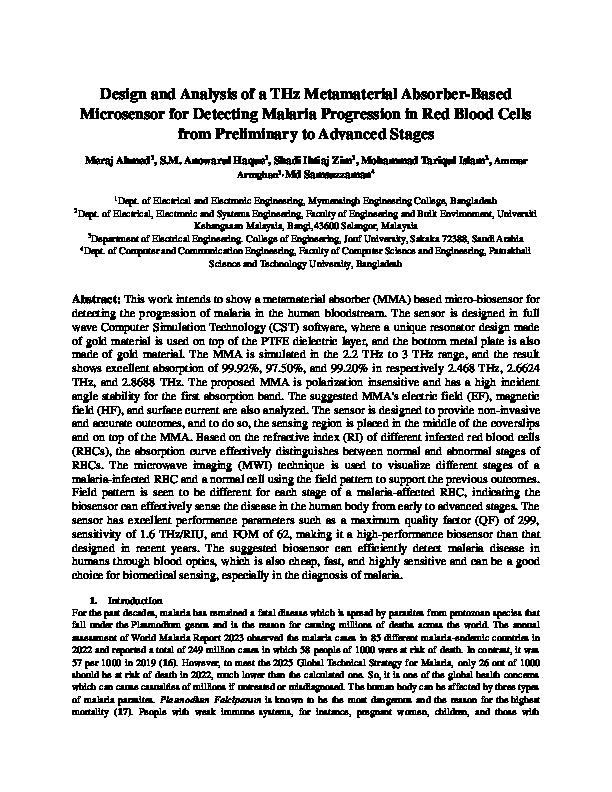 Design and Analysis of a THz Metamaterial Absorber-Based
Microsensor for Detecting Malaria Progression in Red Blood Cells
from Preliminary to Advanced Stages
Meraj Ahmed¹, S.M. Anowarul Haque², Shadi Ihtiaj Zim¹, Mohammad Tariqul Islam², Ammar
Armghan³, Md Samsuzzaman⁴
¹Dept. of Electrical and Electronic Engineering, Mymensingh Engineering College, Bangladesh
²Dept. of Electrical, Electronic and Systems Engineering, Faculty of Engineering and Built Environment, Universiti
Kebangsaan Malaysia, Bangi,43600 Selangor, Malaysia
³Department of Electrical Engineering. College of Engineering, Jouf University, Sakaka 72388, Saudi Arabia
⁴Dept. of Computer and Communication Engineering, Faculty of Computer Science and Engineering, Patuakhali
Science and Technology University, Bangladesh
Abstract: This work intends to show a metamaterial absorber (MMA) based micro-biosensor for
detecting the progression of malaria in the human bloodstream. The sensor is designed in full
wave Computer Simulation Technology (CST) software, where a unique resonator design made
of gold material is used on top of the PTFE dielectric layer, and the bottom metal plate is also
made of gold material. The MMA is simulated in the 2.2 THz to 3 THz range, and the result
shows excellent absorption of 99.92%, 97.50%, and 99.20% in respectively 2.468 THz, 2.6624
THz, and 2.8688 THz. The proposed MMA is polarization insensitive and has a high incident
angle stability for the first absorption band. The suggested MMA's electric field (EF), magnetic
field (HF), and surface current are also analyzed. The sensor is designed to provide non-invasive
and accurate outcomes, and to do so, the sensing region is placed in the middle of the coverslips
and on top of the MMA. Based on the refractive index (RI) of different infected red blood cells
(RBCs), the absorption curve effectively distinguishes between normal and abnormal stages of
RBCs. The microwave imaging (MWI) technique is used to visualize different stages of a
malaria-infected RBC and a normal cell using the field pattern to support the previous outcomes.
Field pattern is seen to be different for each stage of a malaria-affected RBC, indicating the
biosensor can effectively sense the disease in the human body from early to advanced stages. The
sensor has excellent performance parameters such as a maximum quality factor (QF) of 299,
sensitivity of 1.6 THz/RIU, and FOM of 62, making it a high-performance biosensor than that
designed in recent years. The suggested biosensor can efficiently detect malaria disease in
humans through blood optics, which is also cheap, fast, and highly sensitive and can be a good
choice for biomedical sensing, especially in the diagnosis of malaria.
1. Introduction
For the past decades, malaria has remained a fatal disease which is spread by parasites from protozoan species that
fall under the Plasmodium genus and is the reason for causing millions of deaths across the world. The annual
assessment of World Malaria Report 2023 observed the malaria cases in 85 different malaria-endemic countries in
2022 and reported a total of 249 million cases in which 58 people of 1000 were at risk of death. In contrast, it was
57 per 1000 in 2019 (16). However, to meet the 2025 Global Technical Strategy for Malaria, only 26 out of 1000
should be at risk of death in 2022, much lower than the calculated one. So, it is one of the global health concerns
which can cause casualties of millions if untreated or misdiagnosed. The human body can be affected by three types
of malaria parasites. Plasmodium Falciparum is known to be the most dangerous and the reason for the highest
mortality (17). People with weak immune systems, for instance, pregnant women, children, and those with